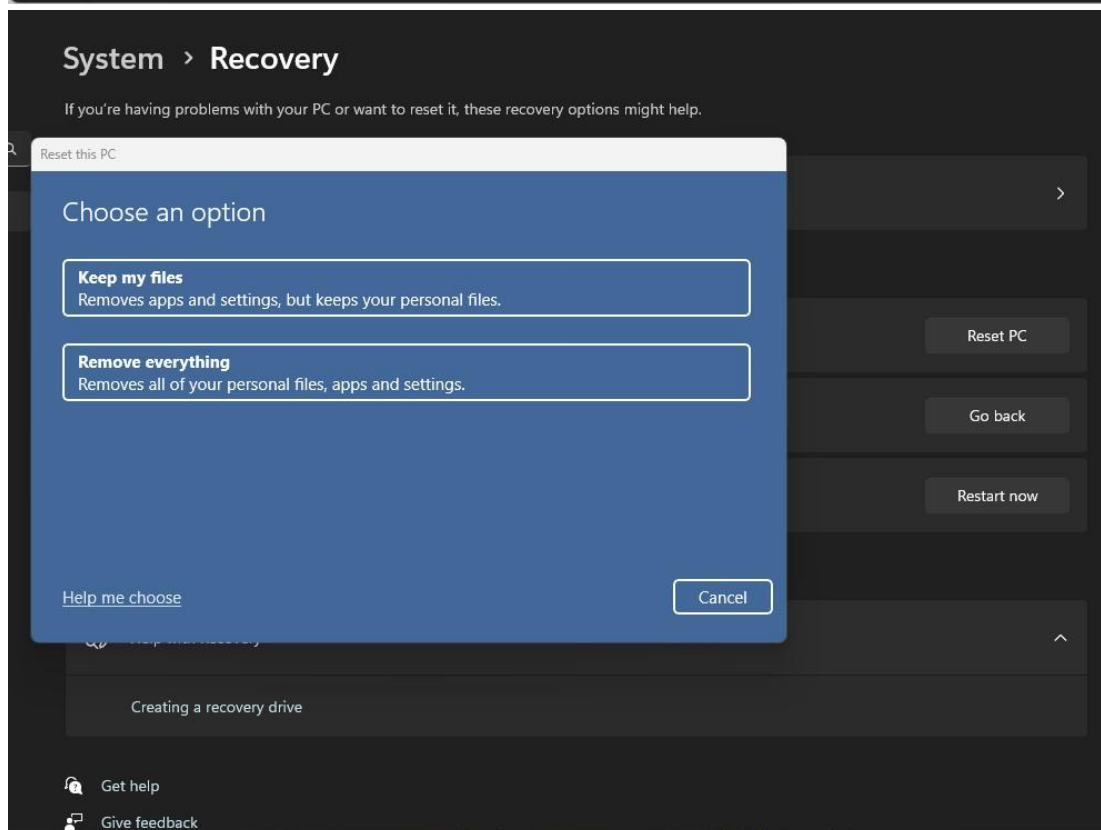 System > Recovery
If you're having problems with your PC or want to reset it, these recovery options might help.
Reset this PC
Choose an option
Keep my files
Removes apps and settings, but keeps your personal files.
Remove everything
Removes all of your personal files, apps and settings.
Help me choose
Cancel
Reset PC
Go back
Restart now
Creating a recovery drive
Get help
Give feedback